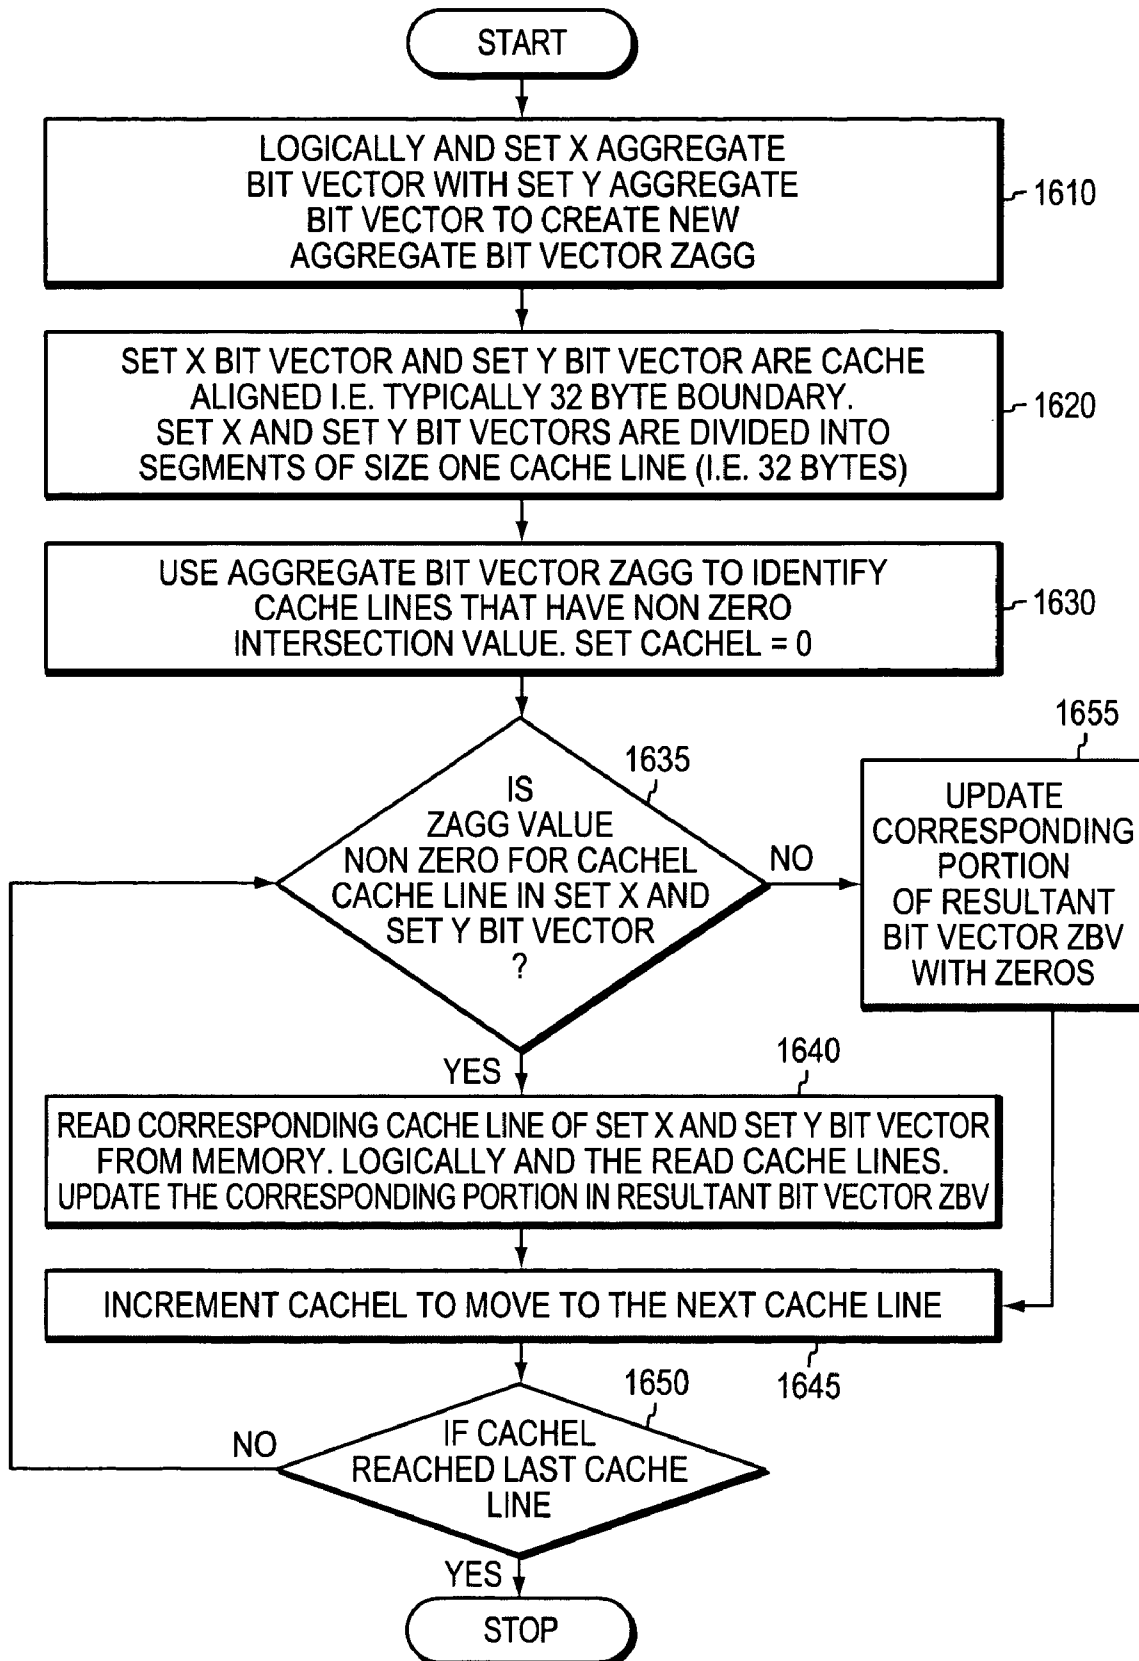 START
LOGICALLY AND SET X AGGREGATE
BIT VECTOR WITH SET Y AGGREGATE
BIT VECTOR TO CREATE NEW
AGGREGATE BIT VECTOR ZAGG
1610
SET X BIT VECTOR AND SET Y BIT VECTOR ARE CACHE
ALIGNED I.E. TYPICALLY 32 BYTE BOUNDARY.
SET X AND SET Y BIT VECTORS ARE DIVIDED INTO
SEGMENTS OF SIZE ONE CACHE LINE (I.E. 32 BYTES)
1620
USE AGGREGATE BIT VECTOR ZAGG TO IDENTIFY
CACHE LINES THAT HAVE NON ZERO
INTERSECTION VALUE. SET CACHEL = 0
1630
1635
IS
ZAGG VALUE
NON ZERO FOR CACHEL
CACHE LINE IN SET X AND
SET Y BIT VECTOR
?
NO
1655
UPDATE
CORRESPONDING
PORTION
OF RESULTANT
BIT VECTOR ZBV
WITH ZEROS
YES
1640
READ CORRESPONDING CACHE LINE OF SET X AND SET Y BIT VECTOR
FROM MEMORY. LOGICALLY AND THE READ CACHE LINES.
UPDATE THE CORRESPONDING PORTION IN RESULTANT BIT VECTOR ZBV
INCREMENT CACHEL TO MOVE TO THE NEXT CACHE LINE
1645
1650
IF CACHEL
REACHED LAST CACHE
LINE
NO
YES
STOP